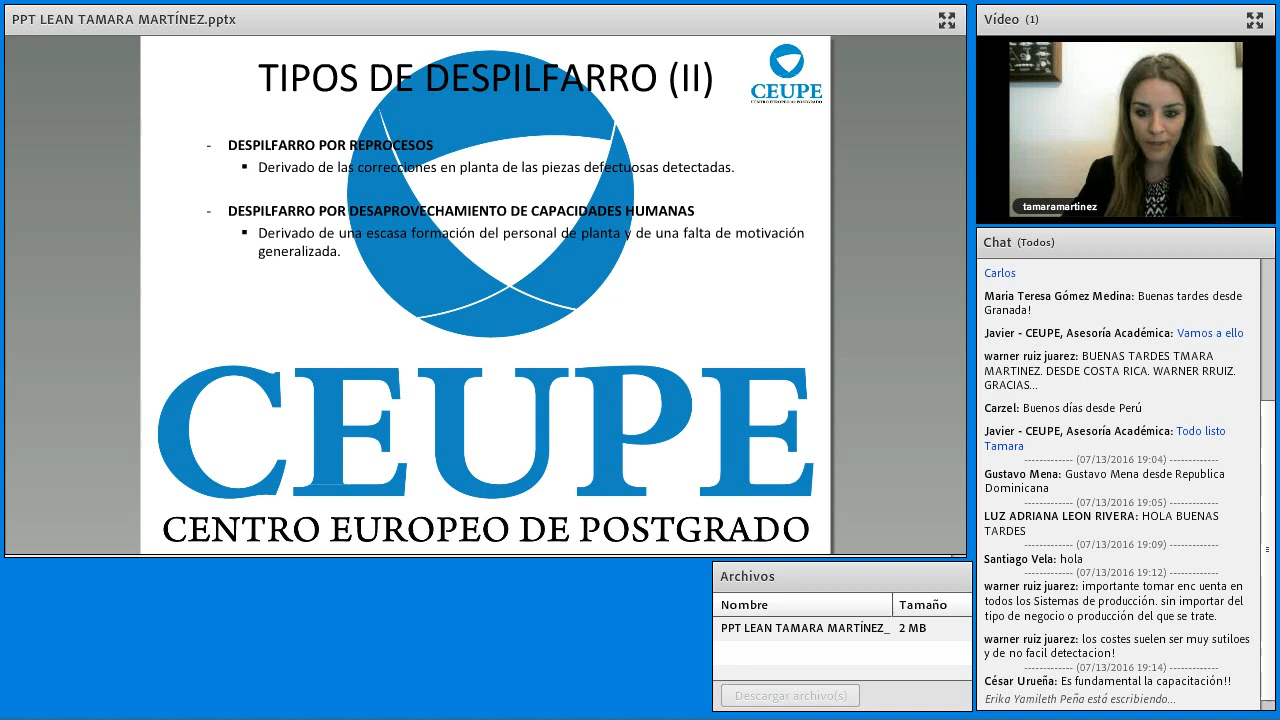 PPT LEAN TAMARA MARTÍNEZ.pptx
TIPOS DE DESPILFARRO (II)
CEUPE
CENTRO EUROPEO DE POSTGRADO
- DESPILFARRO POR REPROCESOS
▪ Derivado de las correcciones en planta de las piezas defectuosas detectadas.
- DESPILFARRO POR DESAPROVECHAMIENTO DE CAPACIDADES HUMANAS
▪ Derivado de una escasa formación del personal de planta y de una falta de motivación
generalizada.
CEUPE
CENTRO EUROPEO DE POSTGRADO
Vídeo (1)
tamaramartinez
Chat (Todos)
Carlos
Maria Teresa Gómez Medina: Buenas tardes desde
Granada!
Javier - CEUPE, Asesoría Académica: Vamos a ello
warner ruiz juarez: BUENAS TARDES TMARA
MARTINEZ. DESDE COSTA RICA. WARNER RRUIZ.
GRACIAS...
Carzel: Buenos días desde Perú
Javier - CEUPE, Asesoría Académica: Todo listo
Tamara
------------- (07/13/2016 19:04) -------------
Gustavo Mena: Gustavo Mena desde Republica
Dominicana
------------- (07/13/2016 19:05) -------------
LUZ ADRIANA LEON RIVERA: HOLA BUENAS
TARDES
------------- (07/13/2016 19:09) -------------
Santiago Vela: hola
------------- (07/13/2016 19:12) -------------
warner ruiz juarez: importante tomar enc uenta en
todos los Sistemas de producción. sin importar del
tipo de negocio o producción del que se trate.
warner ruiz juarez: los costes suelen ser muy sutiloes
y de no facil detectacion!
------------- (07/13/2016 19:14) -------------
César Urueña: Es fundamental la capacitación!!
Erika Yamileth Peña está escribiendo...
Archivos
Nombre Tamaño
PPT LEAN TAMARA MARTÍNEZ_ 2 MB
Descargar archivo(s)